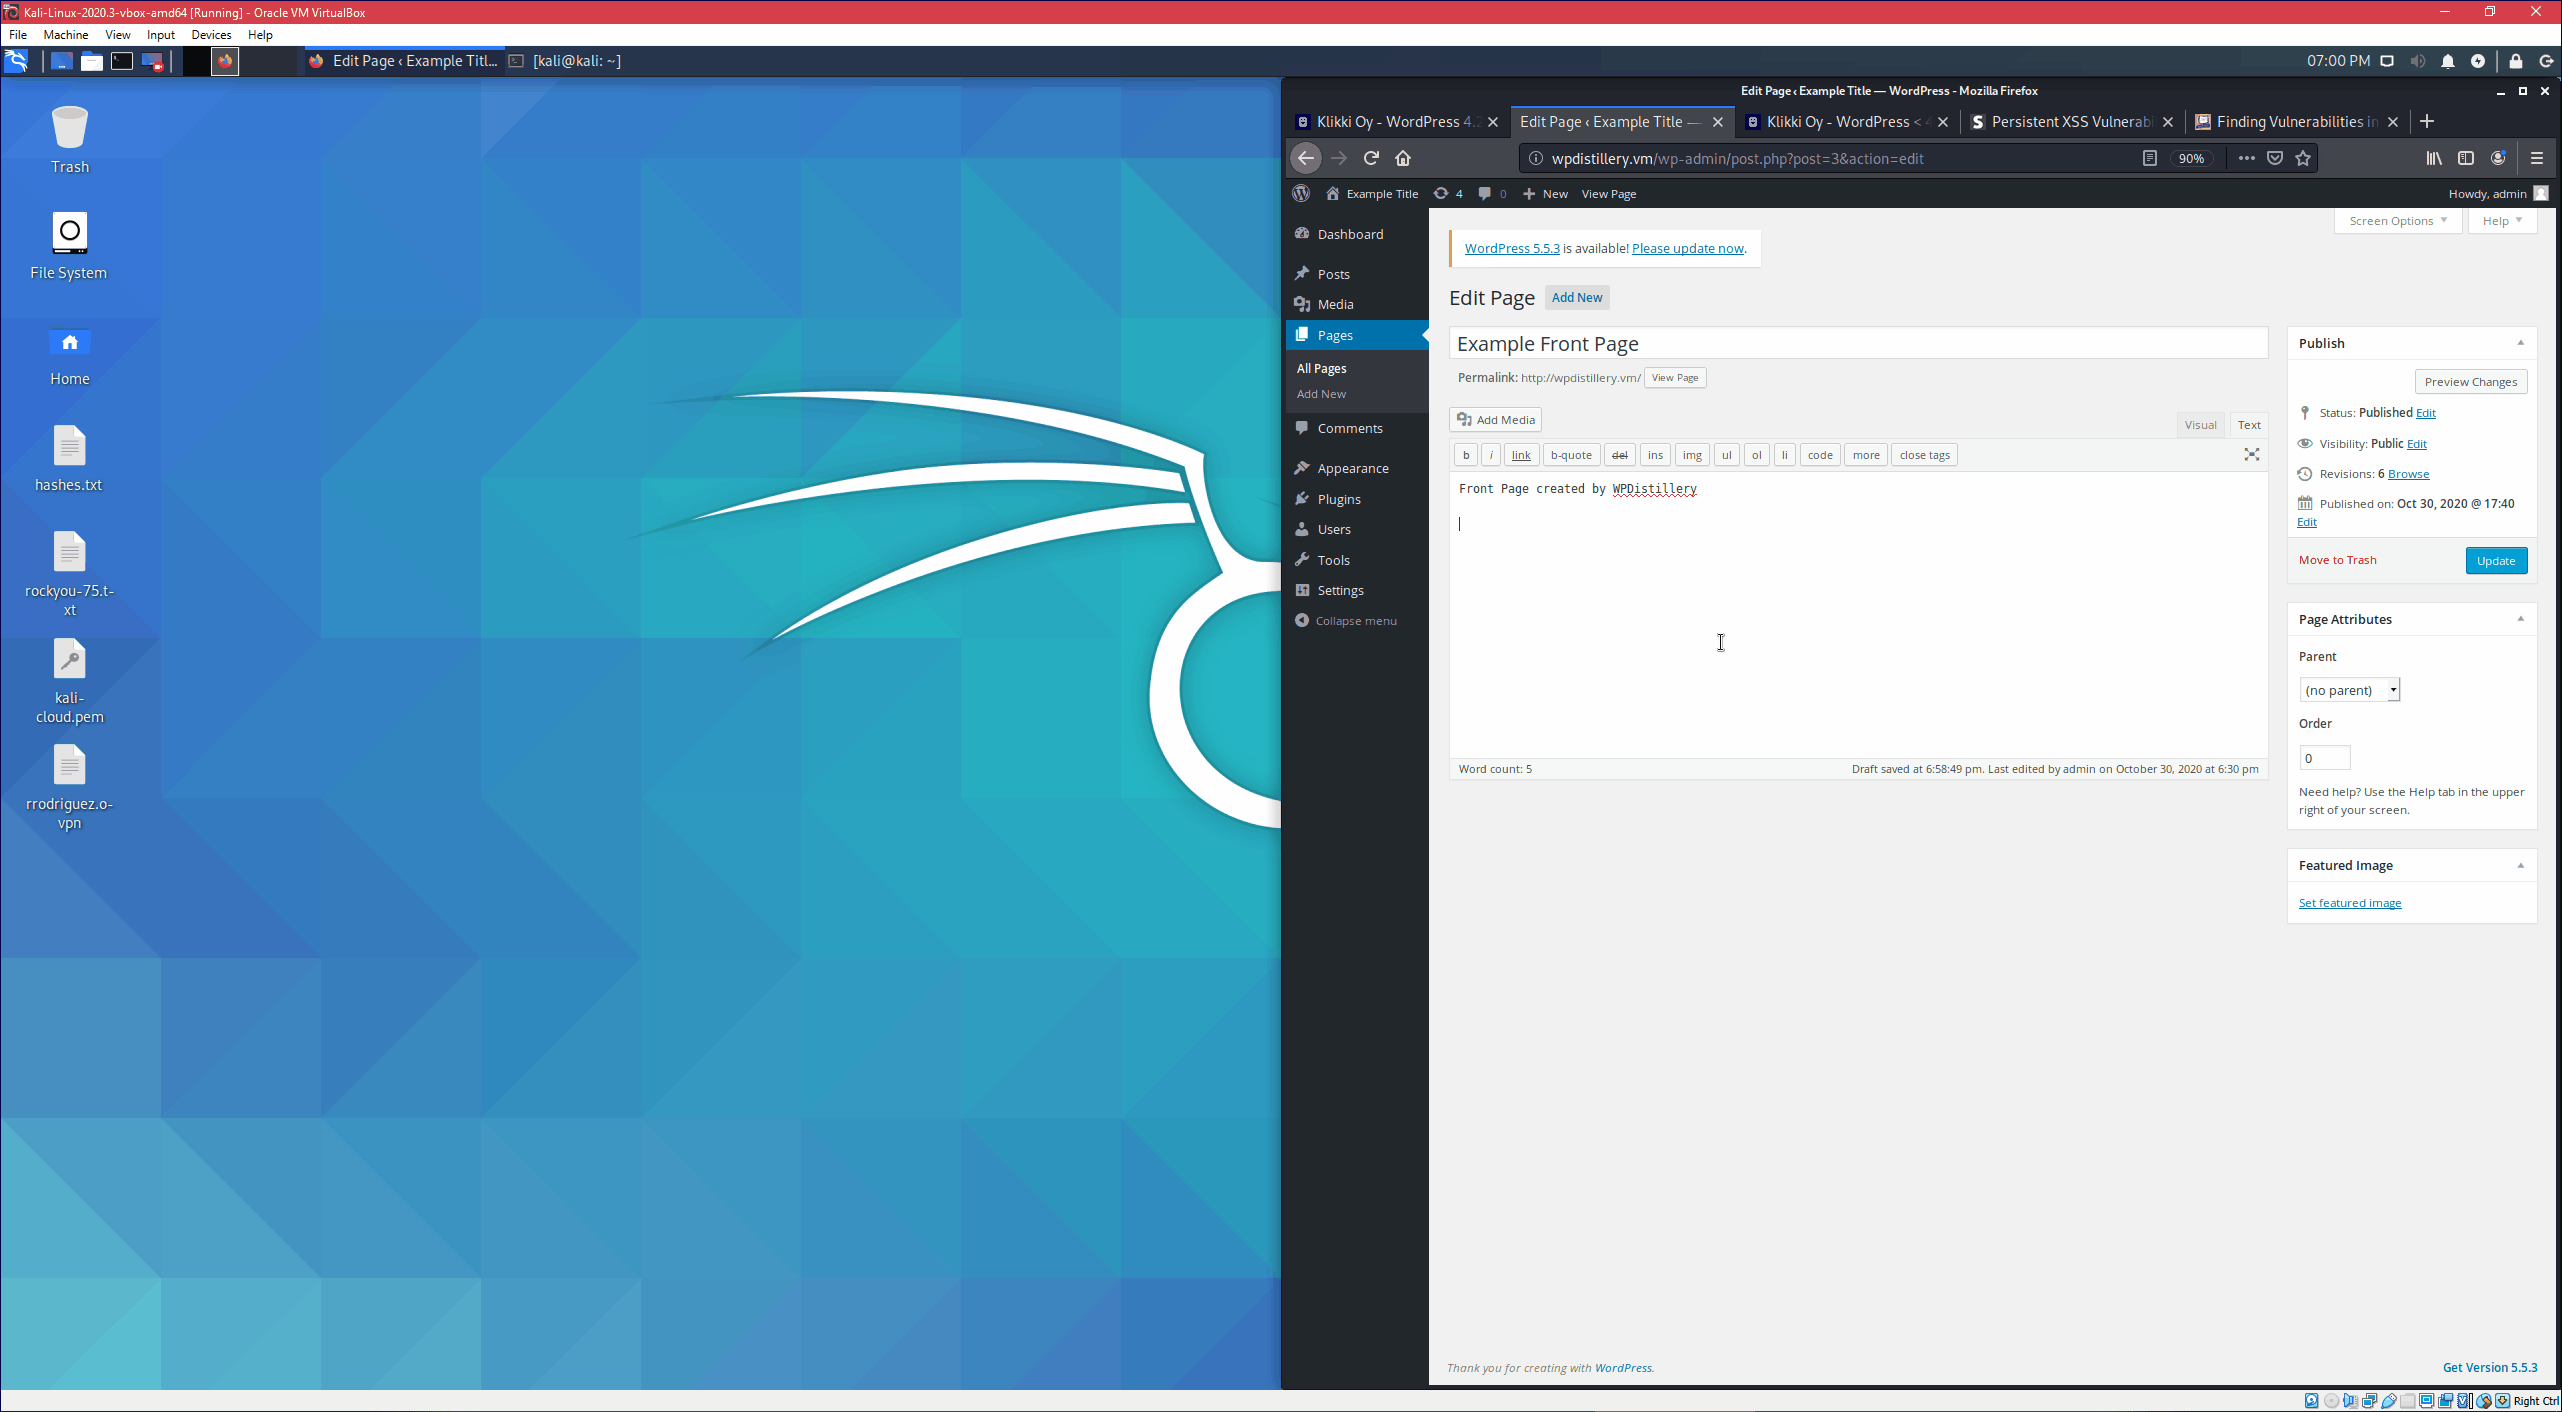 Kali-Linux-2020.3-vbox-amd64 [Running] - Oracle VM VirtualBox
File Machine View Input Devices Help
Edit Page ‹ Example Titl... [kali@kali: ~] 07:00 PM
Trash
File System
Home
hashes.txt
rockyou-75.t-
xt
kali-
cloud.pem
rrodriguez.o-
vpn
Edit Page ‹ Example Title — WordPress - Mozilla Firefox
Klikki Oy - WordPress 4.2 Edit Page ‹ Example Title — Klikki Oy - WordPress < 4 Persistent XSS Vulnerabi Finding Vulnerabilities in
wpdistillery.vm/wp-admin/post.php?post=3&action=edit 90%
Example Title 4 0 New View Page Howdy, admin
Screen Options Help
Dashboard
Posts
Media
Pages
All Pages
Add New
Comments
Appearance
Plugins
Users
Tools
Settings
Collapse menu
WordPress 5.5.3 is available! Please update now.
Edit Page Add New
Example Front Page
Permalink: http://wpdistillery.vm/ View Page
Add Media Visual Text
b i link b-quote del ins img ul ol li code more close tags
Front Page created by WPDistillery
Word count: 5 Draft saved at 6:58:49 pm. Last edited by admin on October 30, 2020 at 6:30 pm
Publish
Preview Changes
Status: Published Edit
Visibility: Public Edit
Revisions: 6 Browse
Published on: Oct 30, 2020 @ 17:40
Edit
Move to Trash Update
Page Attributes
Parent
(no parent)
Order
0
Need help? Use the Help tab in the upper
right of your screen.
Featured Image
Set featured image
Thank you for creating with WordPress. Get Version 5.5.3
Right Ctrl